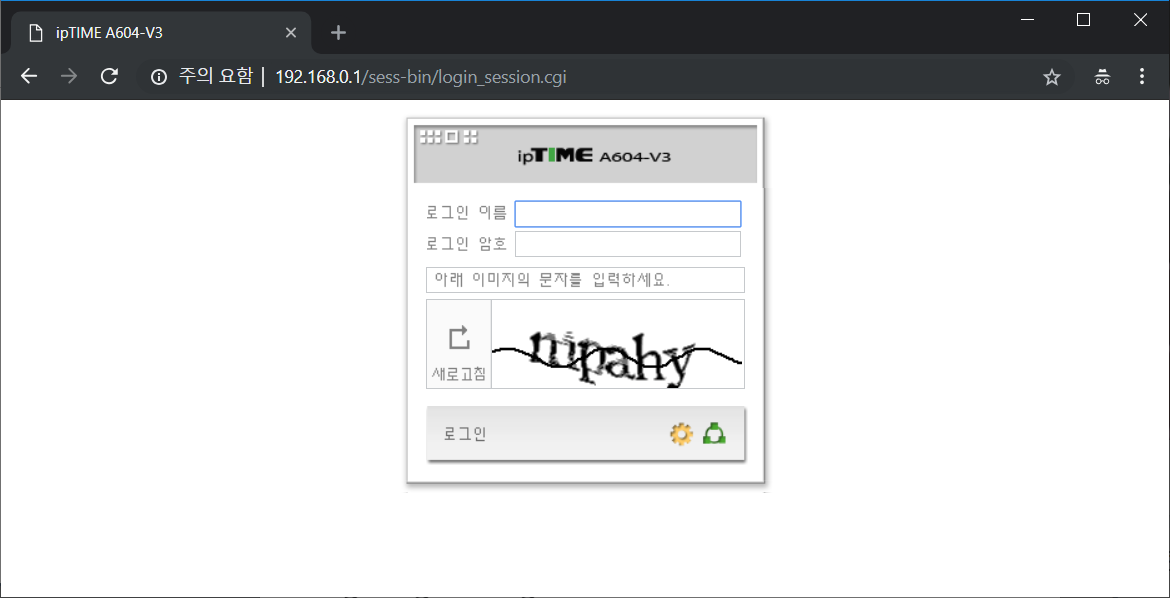 ipTIME A604-V3
주의 요함 | 192.168.0.1/sess-bin/login_session.cgi
ipTIME A604-V3
로그인 이름
로그인 암호
아래 이미지의 문자를 입력하세요.
nipahy
새로고침
로그인